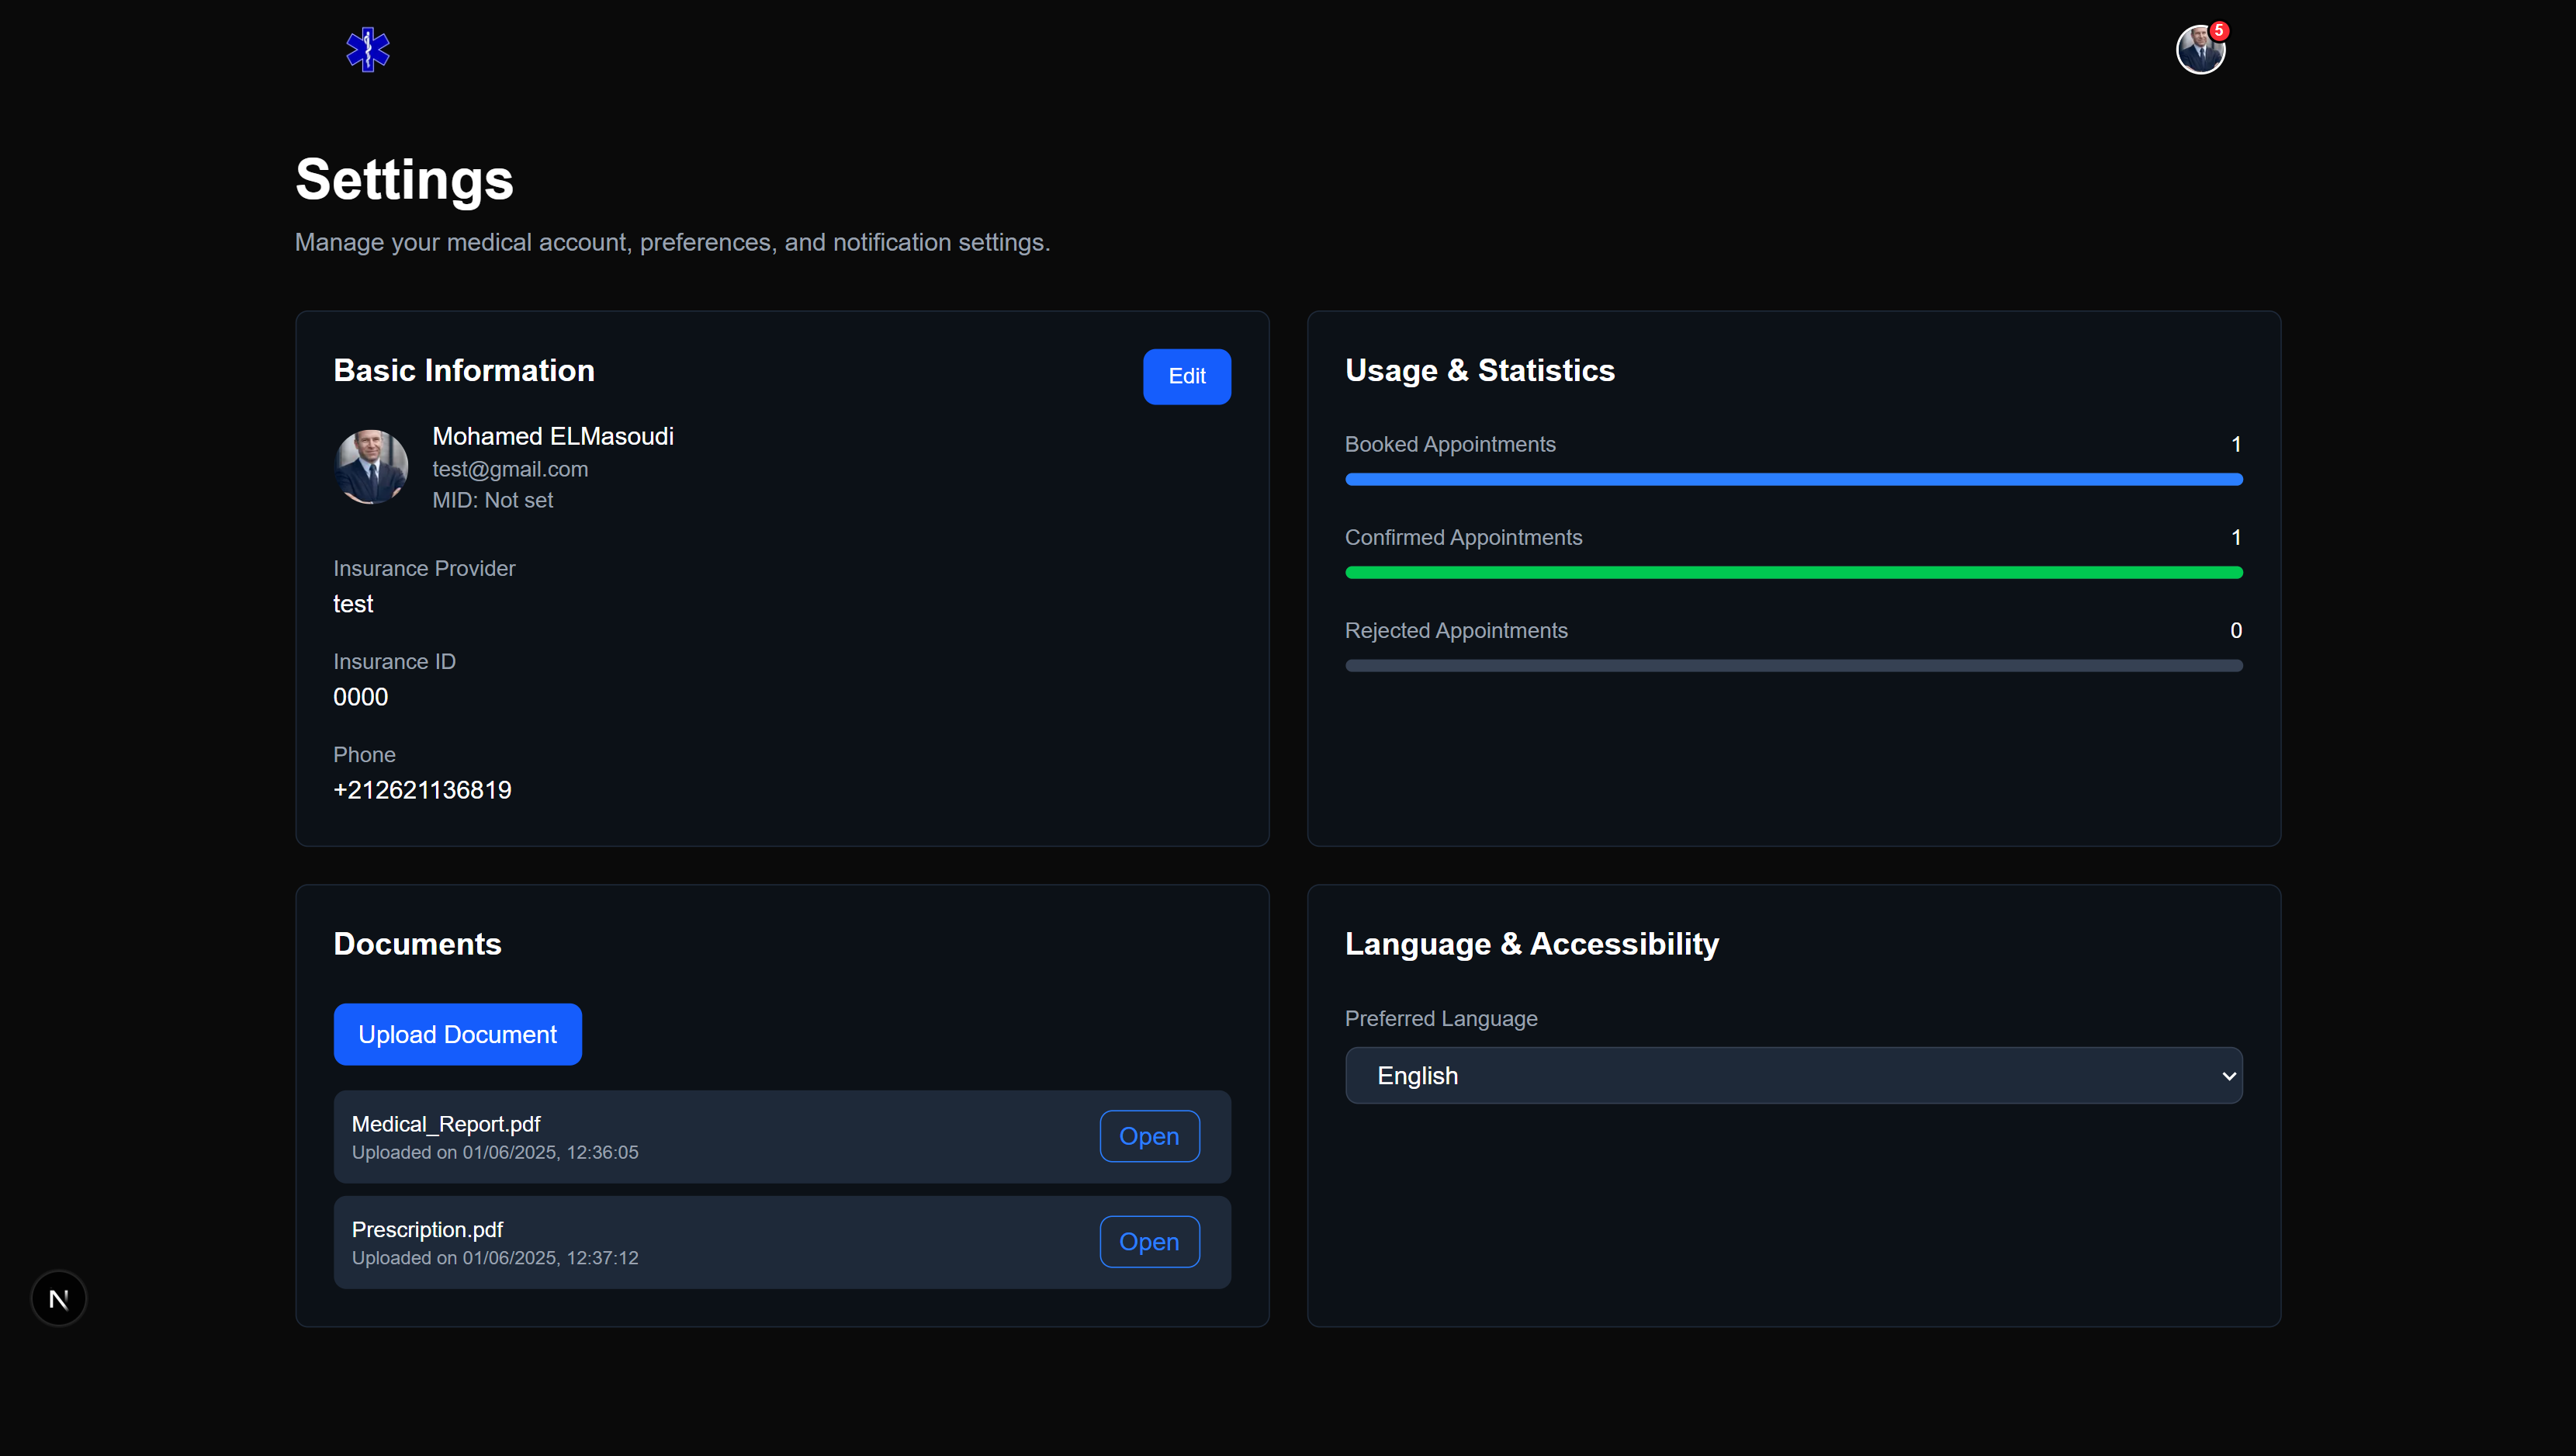 5
Settings
Manage your medical account, preferences, and notification settings.
Basic Information
Edit
Mohamed ELMasoudi
test@gmail.com
MID: Not set
Insurance Provider
test
Insurance ID
0000
Phone
+212621136819
Usage & Statistics
Booked Appointments 1
Confirmed Appointments 1
Rejected Appointments 0
Documents
Upload Document
Medical_Report.pdf
Uploaded on 01/06/2025, 12:36:05
Open
Prescription.pdf
Uploaded on 01/06/2025, 12:37:12
Open
Language & Accessibility
Preferred Language
English
N